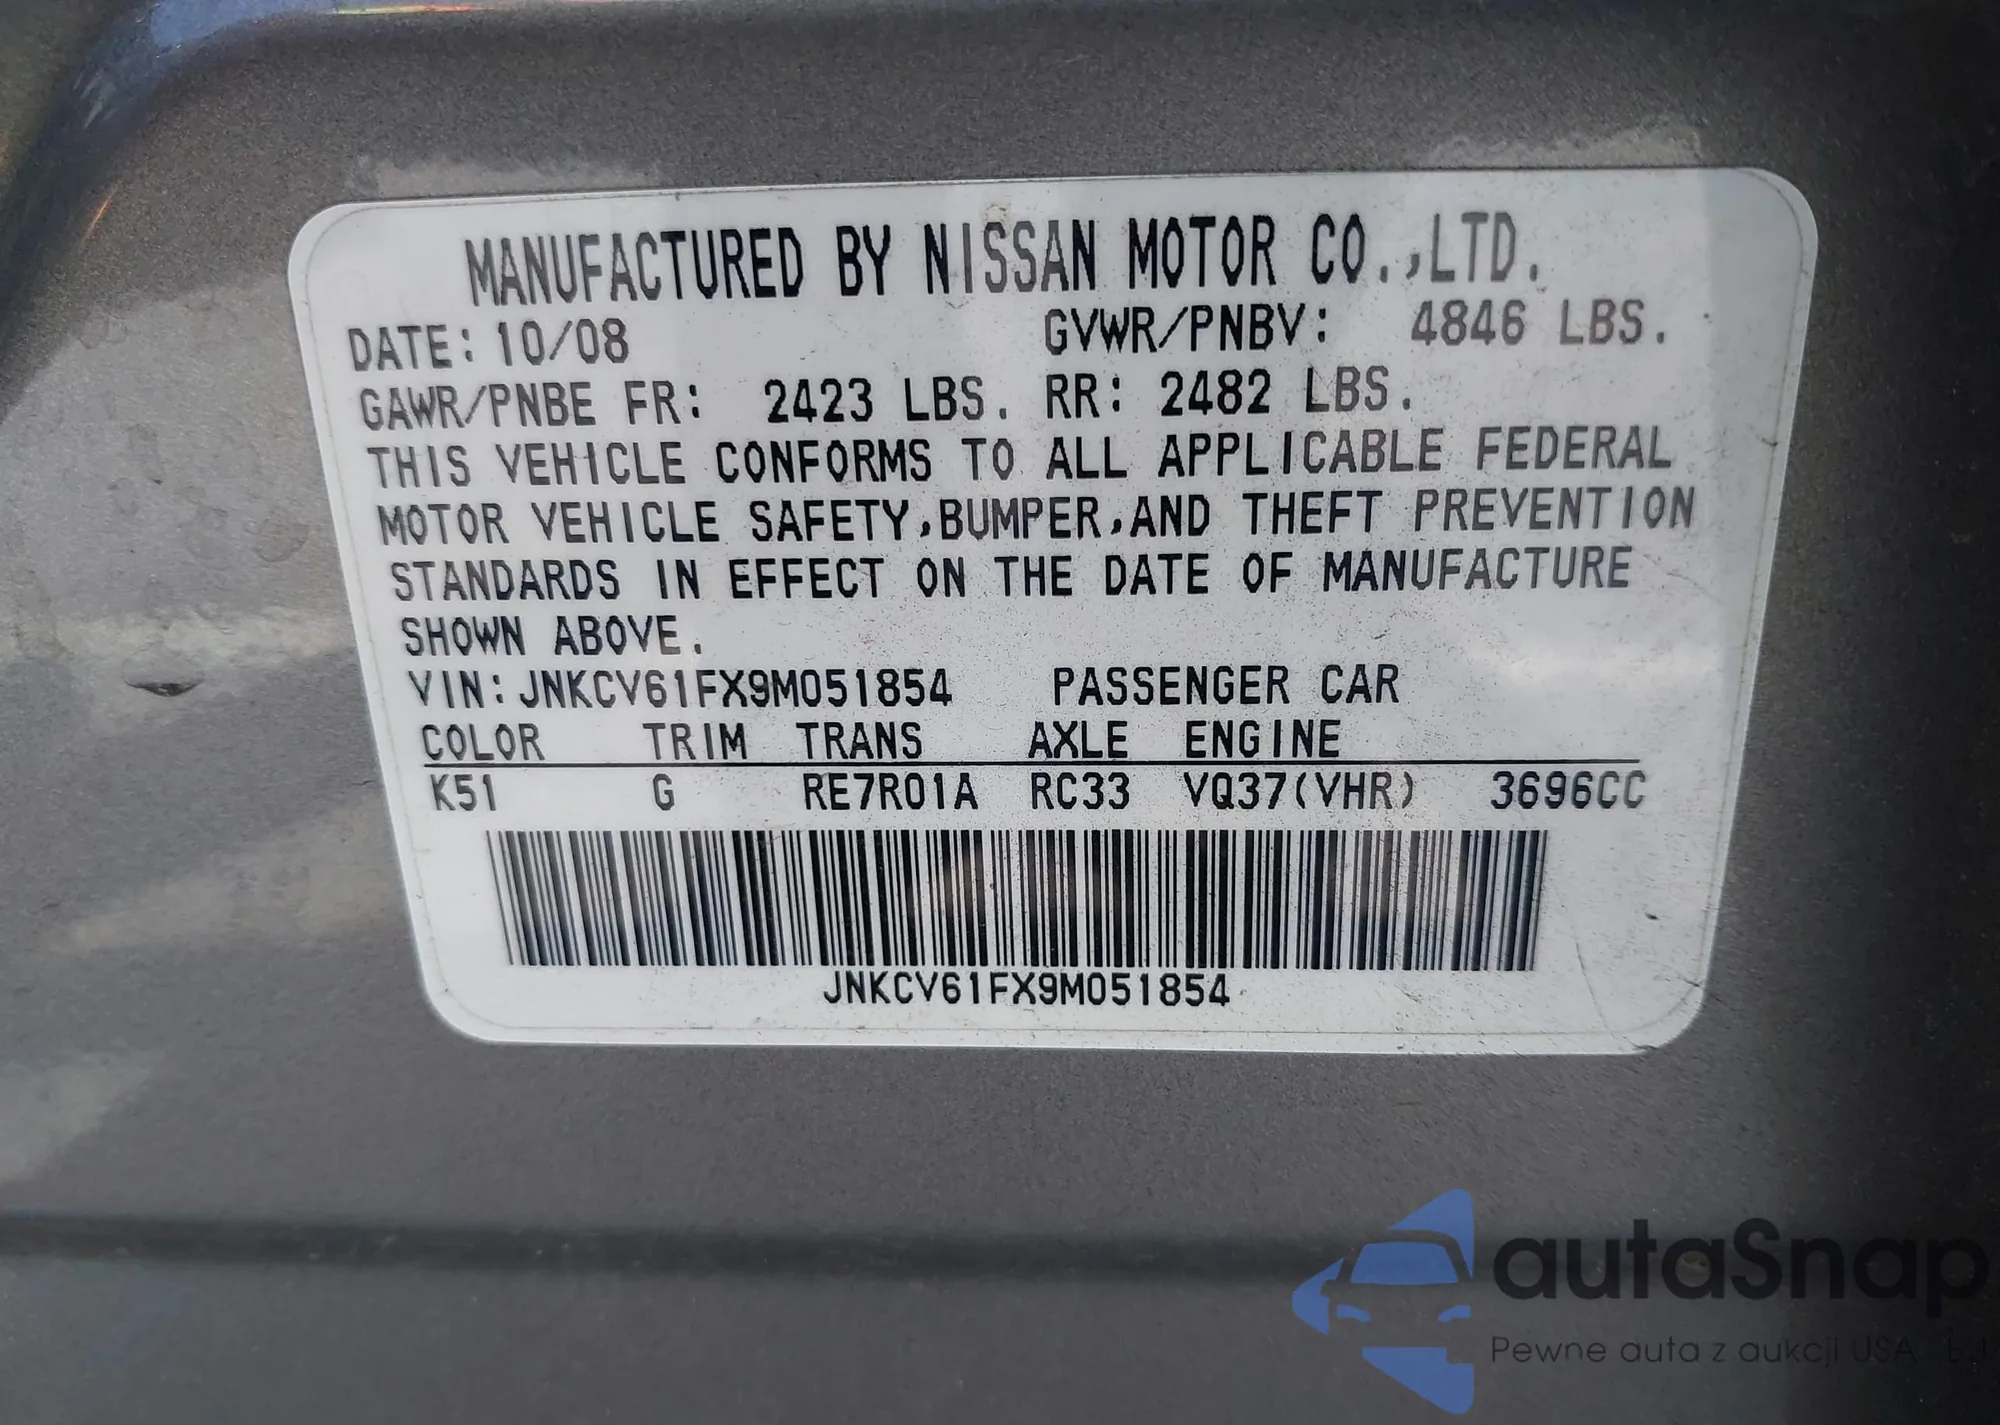 MANUFACTURED BY NISSAN MOTOR CO.,LTD.
DATE: 10/08 GVWR/PNBV: 4846 LBS.
GAWR/PNBE FR: 2423 LBS. RR: 2482 LBS.
THIS VEHICLE CONFORMS TO ALL APPLICABLE FEDERAL
MOTOR VEHICLE SAFETY,BUMPER,AND THEFT PREVENTION
STANDARDS IN EFFECT ON THE DATE OF MANUFACTURE
SHOWN ABOVE.
VIN:JNKCV61FX9M051854 PASSENGER CAR
COLOR TRIM TRANS AXLE ENGINE
K51 G RE7R01A RC33 VQ37(VHR) 3696CC
JNKCV61FX9M051854
autaSnap
Pewne auta z aukcji USA